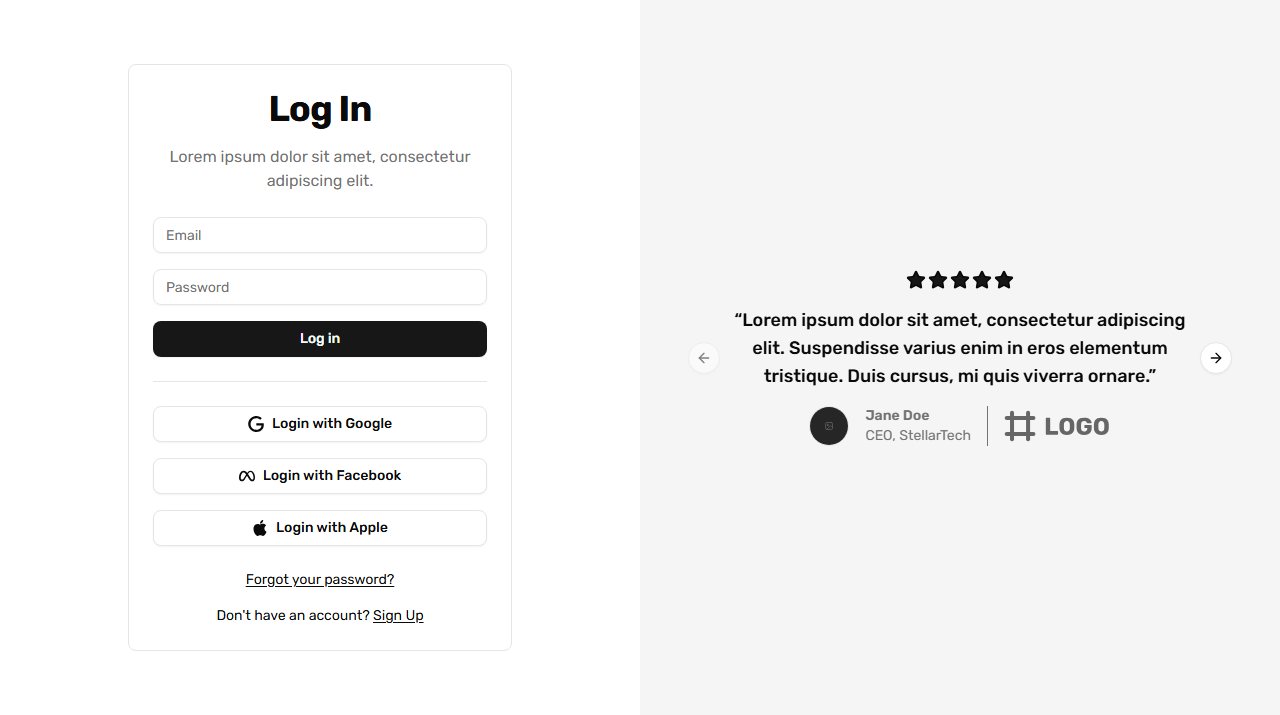 Log In
Lorem ipsum dolor sit amet, consectetur
adipiscing elit.
Email
Password
Log in
Login with Google
Login with Facebook
Login with Apple
Forgot your password?
Don't have an account? Sign Up
“Lorem ipsum dolor sit amet, consectetur adipiscing
elit. Suspendisse varius enim in eros elementum
tristique. Duis cursus, mi quis viverra ornare.”
Jane Doe
CEO, StellarTech
LOGO